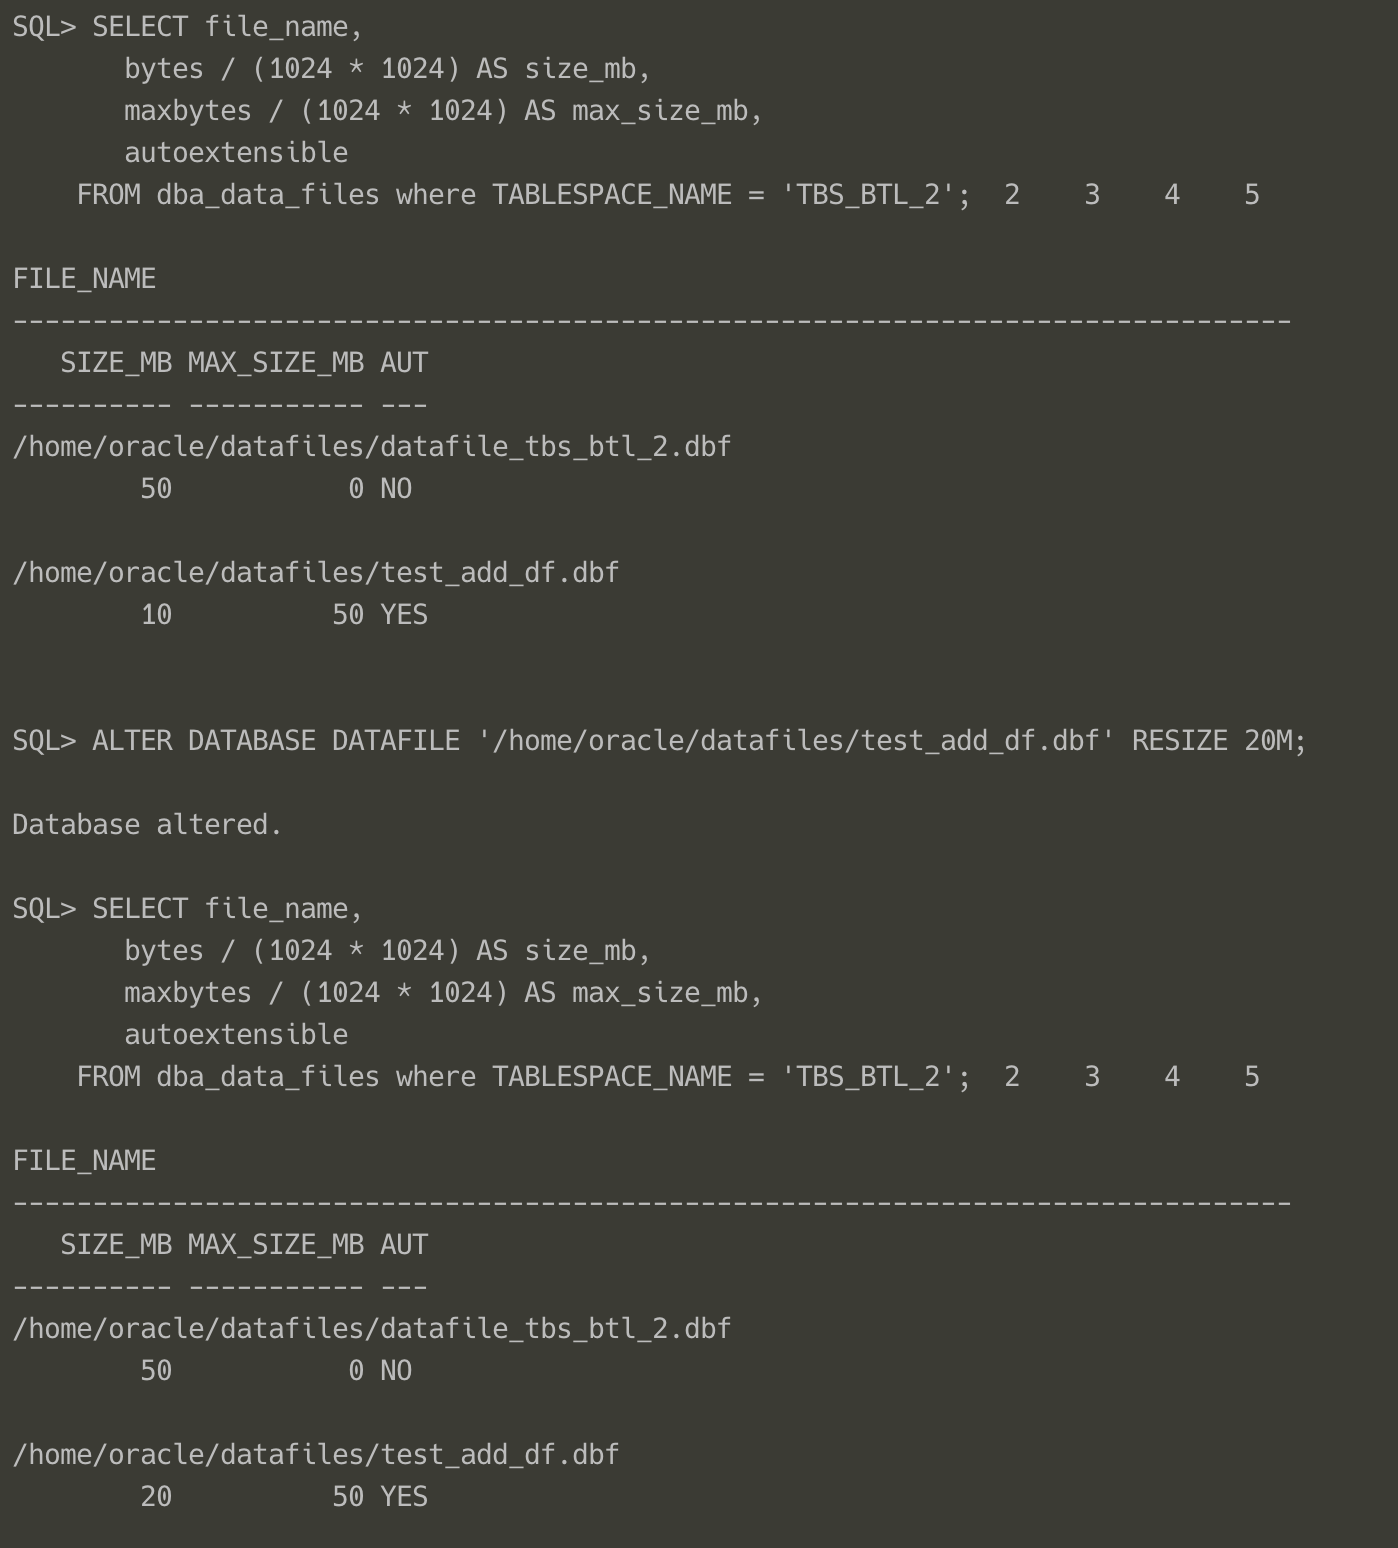 SQL> SELECT file_name,
       bytes / (1024 * 1024) AS size_mb,
       maxbytes / (1024 * 1024) AS max_size_mb,
       autoextensible
    FROM dba_data_files where TABLESPACE_NAME = 'TBS_BTL_2';  2    3    4    5
FILE_NAME
--------------------------------------------------------------------------------
   SIZE_MB MAX_SIZE_MB AUT
---------- ----------- ---
/home/oracle/datafiles/datafile_tbs_btl_2.dbf
        50           0 NO
/home/oracle/datafiles/test_add_df.dbf
        10          50 YES
SQL> ALTER DATABASE DATAFILE '/home/oracle/datafiles/test_add_df.dbf' RESIZE 20M;
Database altered.
SQL> SELECT file_name,
       bytes / (1024 * 1024) AS size_mb,
       maxbytes / (1024 * 1024) AS max_size_mb,
       autoextensible
    FROM dba_data_files where TABLESPACE_NAME = 'TBS_BTL_2';  2    3    4    5
FILE_NAME
--------------------------------------------------------------------------------
   SIZE_MB MAX_SIZE_MB AUT
---------- ----------- ---
/home/oracle/datafiles/datafile_tbs_btl_2.dbf
        50           0 NO
/home/oracle/datafiles/test_add_df.dbf
        20          50 YES